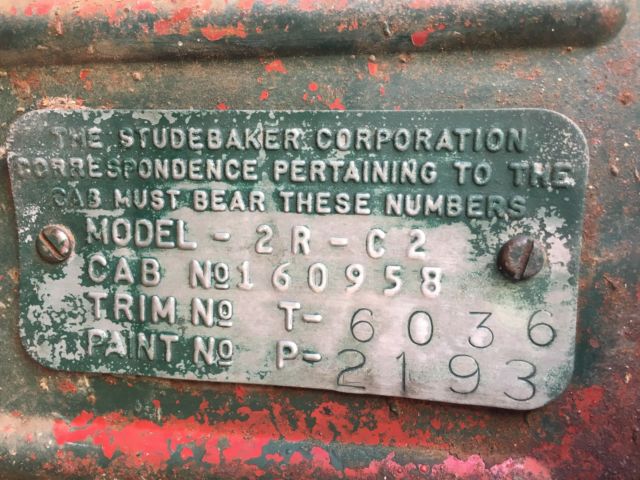 THE STUDEBAKER CORPORATION
CORRESPONDENCE PERTAINING TO THE
CAB MUST BEAR THESE NUMBERS
MODEL - 2R-C2
CAB Nº 160958
TRIM Nº T- 6036
PAINT Nº P- 2193